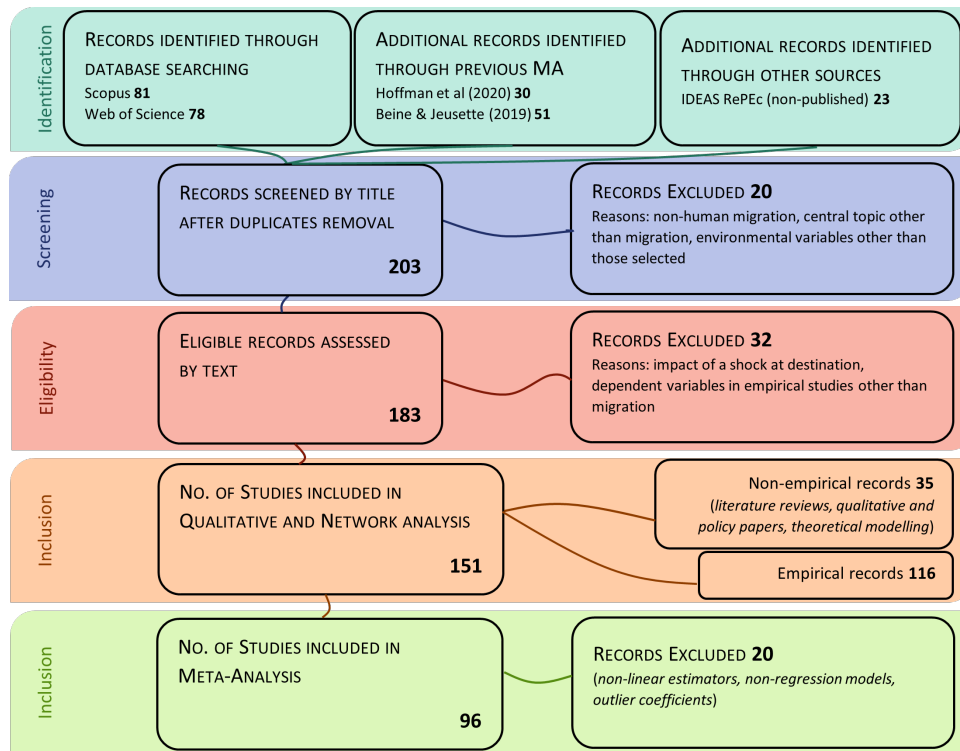 Identification
RECORDS IDENTIFIED THROUGH
DATABASE SEARCHING
Scopus 81
Web of Science 78
ADDITIONAL RECORDS IDENTIFIED
THROUGH PREVIOUS MA
Hoffman et al (2020) 30
Beine & Jeusette (2019) 51
ADDITIONAL RECORDS IDENTIFIED
THROUGH OTHER SOURCES
IDEAS RePEc (non-published) 23
Screening
RECORDS SCREENED BY TITLE
AFTER DUPLICATES REMOVAL
203
RECORDS EXCLUDED 20
Reasons: non-human migration, central topic other
than migration, environmental variables other than
those selected
Eligibility
ELIGIBLE RECORDS ASSESSED
BY TEXT
183
RECORDS EXCLUDED 32
Reasons: impact of a shock at destination,
dependent variables in empirical studies other than
migration
Inclusion
NO. OF STUDIES INCLUDED IN
QUALITATIVE AND NETWORK ANALYSIS
151
Non-empirical records 35
(literature reviews, qualitative and
policy papers, theoretical modelling)
Empirical records 116
Inclusion
NO. OF STUDIES INCLUDED IN
META-ANALYSIS
96
RECORDS EXCLUDED 20
(non-linear estimators, non-regression models,
outlier coefficients)